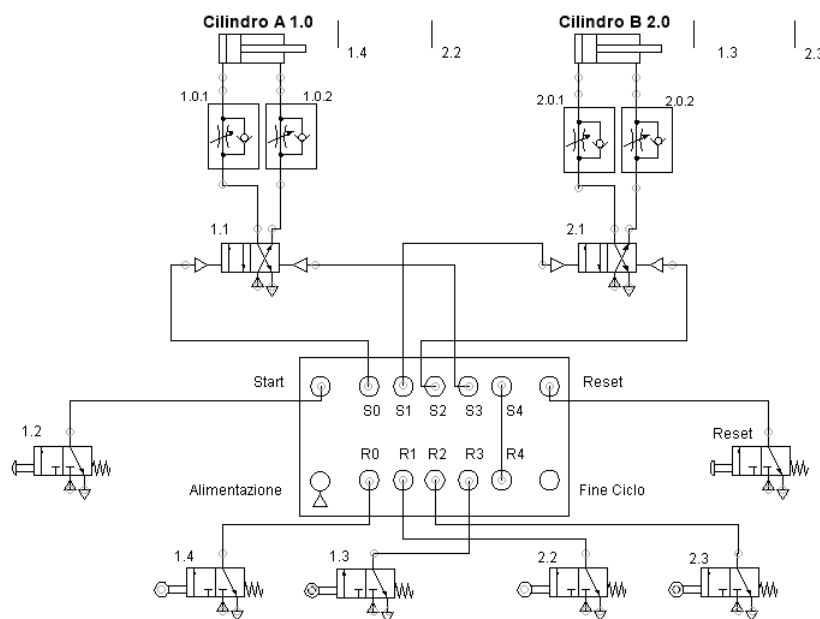 Cilindro A 1.0
Cilindro B 2.0
1.4
2.2
1.3
2.3
1.0.1
1.0.2
2.0.1
2.0.2
1.1
2.1
Start
Reset
S0 S1 S2 S3 S4
1.2
Reset
R0 R1 R2 R3 R4
Alimentazione
Fine Ciclo
1.4
1.3
2.2
2.3